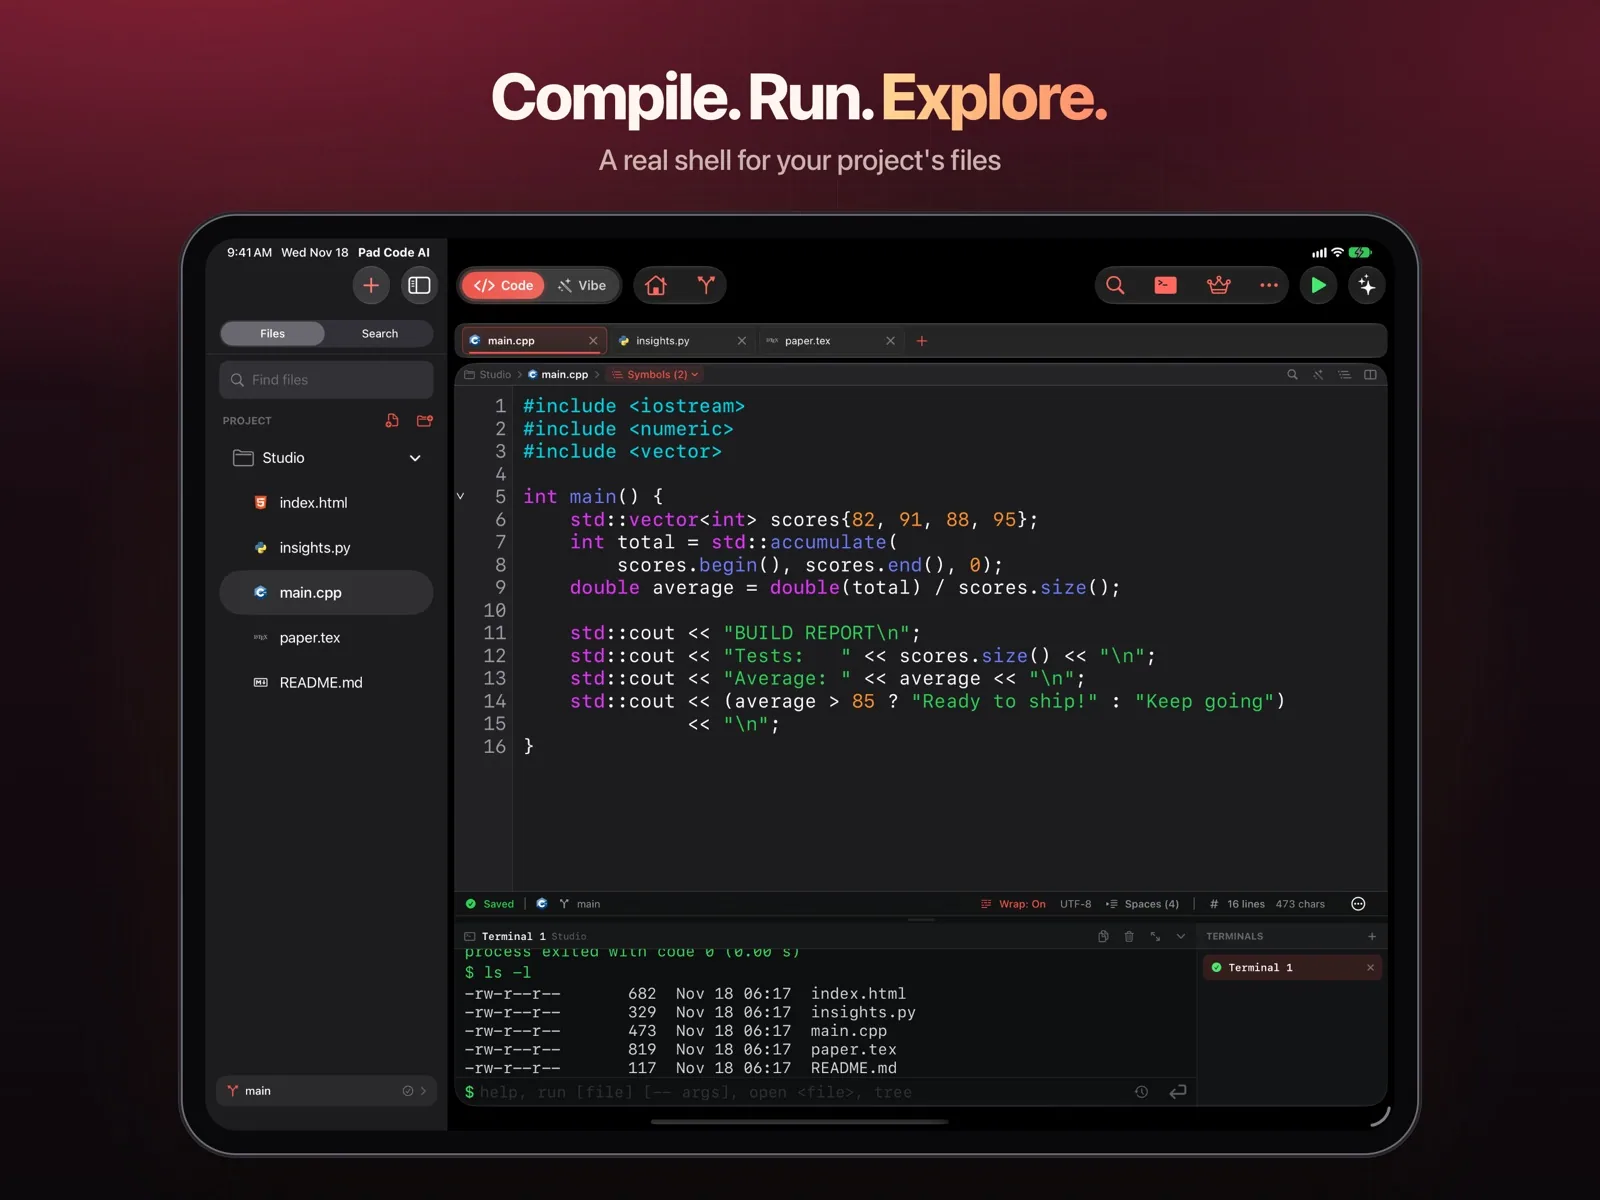 Compile. Run. Explore.
A real shell for your project's files
9:41 AM Wed Nov 18 Pad Code AI
</> Code Vibe
Files Search
Find files
PROJECT
Studio
index.html
insights.py
main.cpp
paper.tex
README.md
main
main.cpp insights.py paper.tex
Studio > main.cpp > Symbols (2)
1 #include <iostream>
2 #include <numeric>
3 #include <vector>
4
5 int main() {
6     std::vector<int> scores{82, 91, 88, 95};
7     int total = std::accumulate(
8         scores.begin(), scores.end(), 0);
9     double average = double(total) / scores.size();
10
11     std::cout << "BUILD REPORT\n";
12     std::cout << "Tests:   " << scores.size() << "\n";
13     std::cout << "Average: " << average << "\n";
14     std::cout << (average > 85 ? "Ready to ship!" : "Keep going")
15               << "\n";
16 }
Saved main Wrap: On UTF-8 Spaces (4) # 16 lines 473 chars
Terminal 1 Studio
process exited with code 0 (0.00 s)
$ ls -l
-rw-r--r-- 682 Nov 18 06:17 index.html
-rw-r--r-- 329 Nov 18 06:17 insights.py
-rw-r--r-- 473 Nov 18 06:17 main.cpp
-rw-r--r-- 819 Nov 18 06:17 paper.tex
-rw-r--r-- 117 Nov 18 06:17 README.md
$ help, run [file] [-- args], open <file>, tree
TERMINALS
Terminal 1